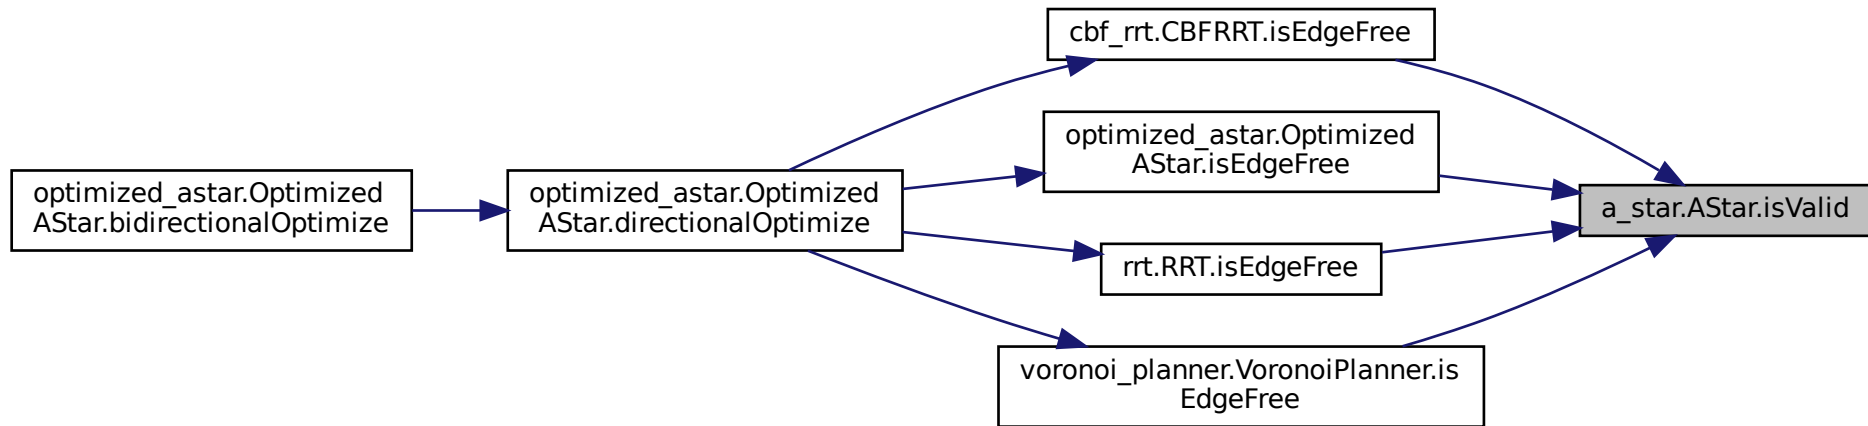 cbf_rrt.CBFRRT.isEdgeFree
optimized_astar.Optimized
AStar.isEdgeFree
optimized_astar.Optimized
AStar.bidirectionalOptimize
optimized_astar.Optimized
AStar.directionalOptimize
a_star.AStar.isValid
rrt.RRT.isEdgeFree
voronoi_planner.VoronoiPlanner.is
EdgeFree